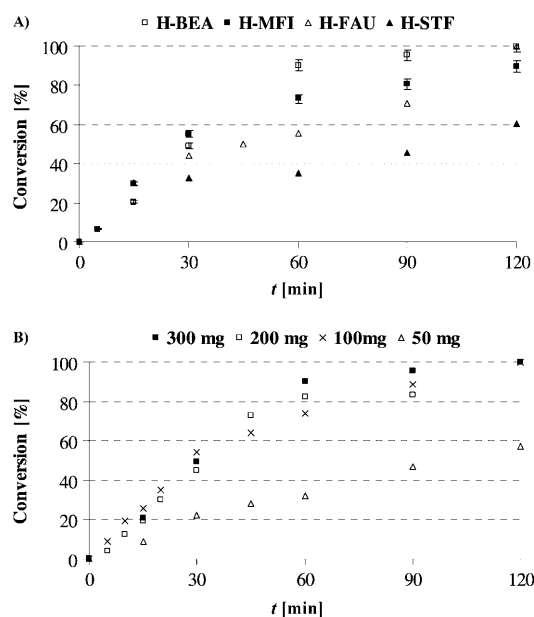 A)
H-BEA H-MFI H-FAU H-STF
Conversion [%]
100
80
60
40
20
0
0 30 60 90 120
t [min]
B)
300 mg 200 mg 100mg 50 mg
Conversion [%]
100
80
60
40
20
0
0 30 60 90 120
t [min]